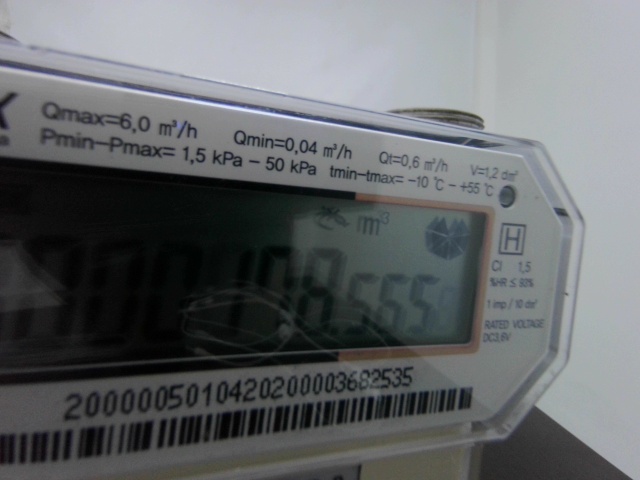 Qmax=6,0 m³/h Qmin=0,04 m³/h Qt=0,6 m³/h V=1,2 dm³
Pmin-Pmax= 1,5 kPa - 50 kPa tmin-tmax= -10 °C - +55 °C
m³
H
Cl 1,5
%HR ≤ 93%
1 imp / 10 dm³
RATED VOLTAGE
DC3,6V
200000501042020003682535